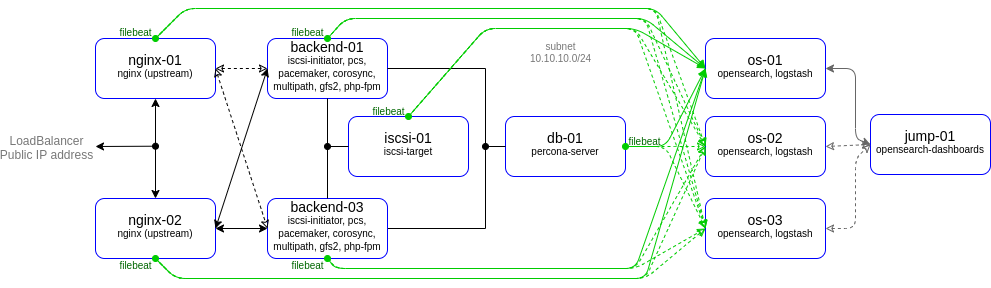 filebeat
nginx-01
nginx (upstream)
filebeat
backend-01
iscsi-initiator, pcs,
pacemaker, corosync,
multipath, gfs2, php-fpm
subnet
10.10.10.0/24
os-01
opensearch, logstash
LoadBalancer
Public IP address
filebeat
iscsi-01
iscsi-target
db-01
percona-server
filebeat
os-02
opensearch, logstash
jump-01
opensearch-dashboards
nginx-02
nginx (upstream)
filebeat
backend-03
iscsi-initiator, pcs,
pacemaker, corosync,
multipath, gfs2, php-fpm
filebeat
os-03
opensearch, logstash